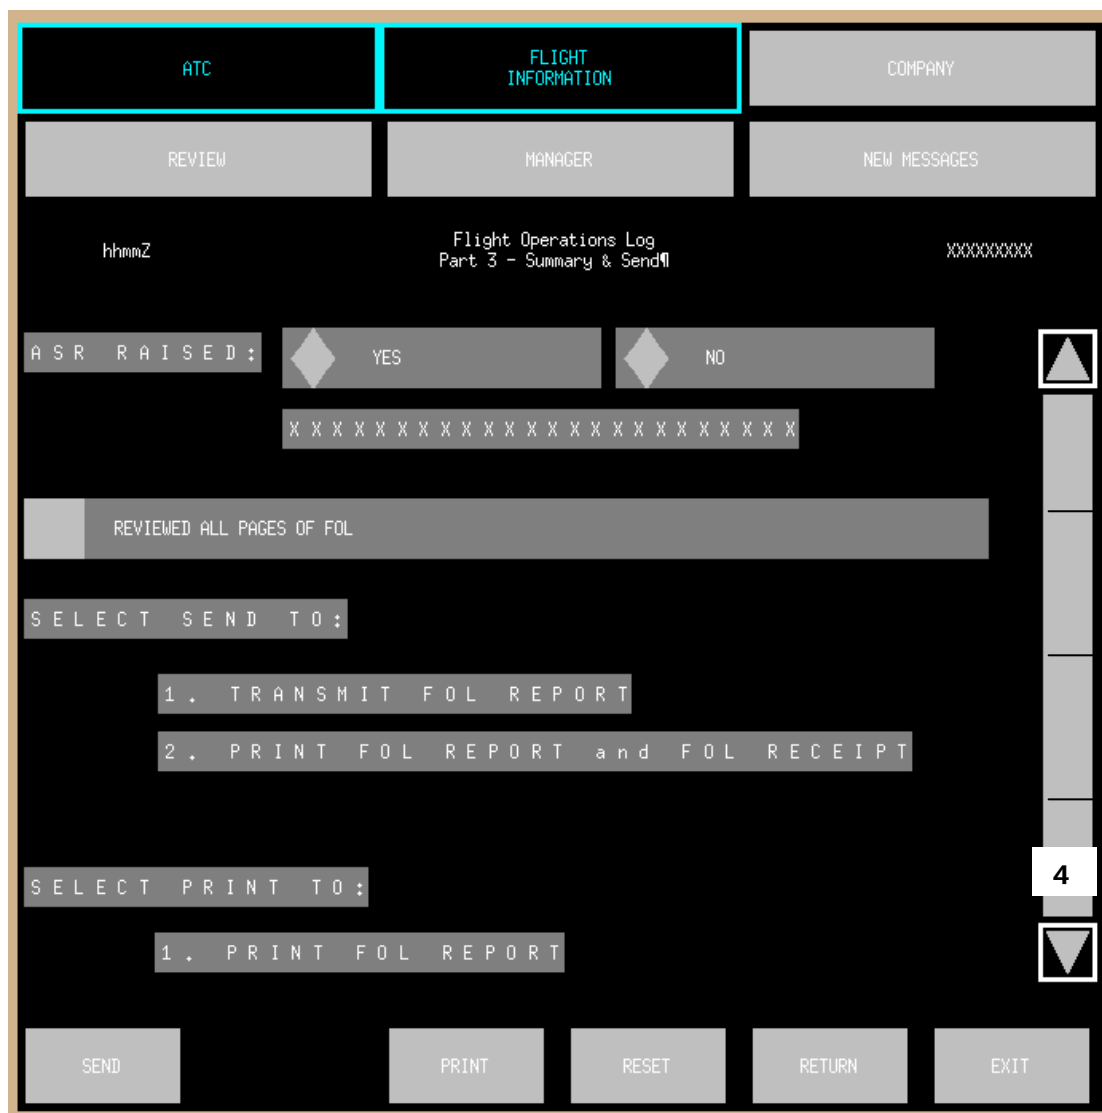 ATC
FLIGHT
INFORMATION
COMPANY
REVIEW
MANAGER
NEW MESSAGES
hhmmZ
Flight Operations Log
Part 3 - Summary & Send¶
XXXXXXXXX
ASR RAISED:
YES
NO
XXXXXXXXXXXXXXXXXXXXXXXX
REVIEWED ALL PAGES OF FOL
SELECT SEND TO:
1. TRANSMIT FOL REPORT
2. PRINT FOL REPORT and FOL RECEIPT
4
SELECT PRINT TO:
1. PRINT FOL REPORT
SEND
PRINT
RESET
RETURN
EXIT